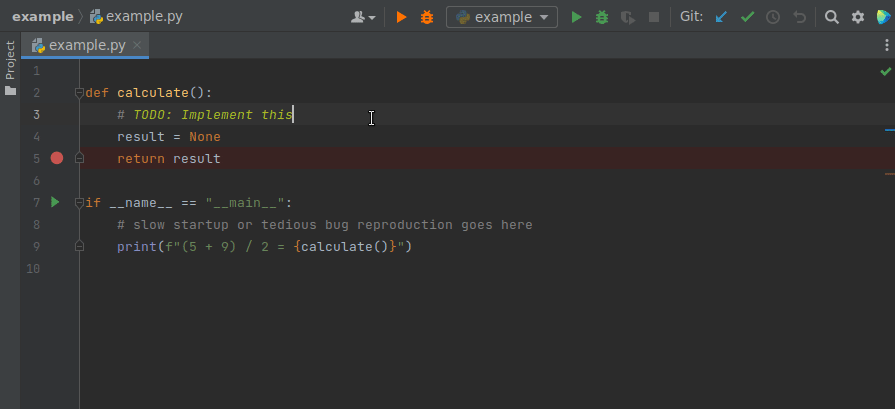 example
example.py
example
Git:
Project
example.py
1
2 def calculate():
3 # TODO: Implement this
4 result = None
5 return result
6
7 if __name__ == "__main__":
8 # slow startup or tedious bug reproduction goes here
9 print(f"(5 + 9) / 2 = {calculate()}")
10